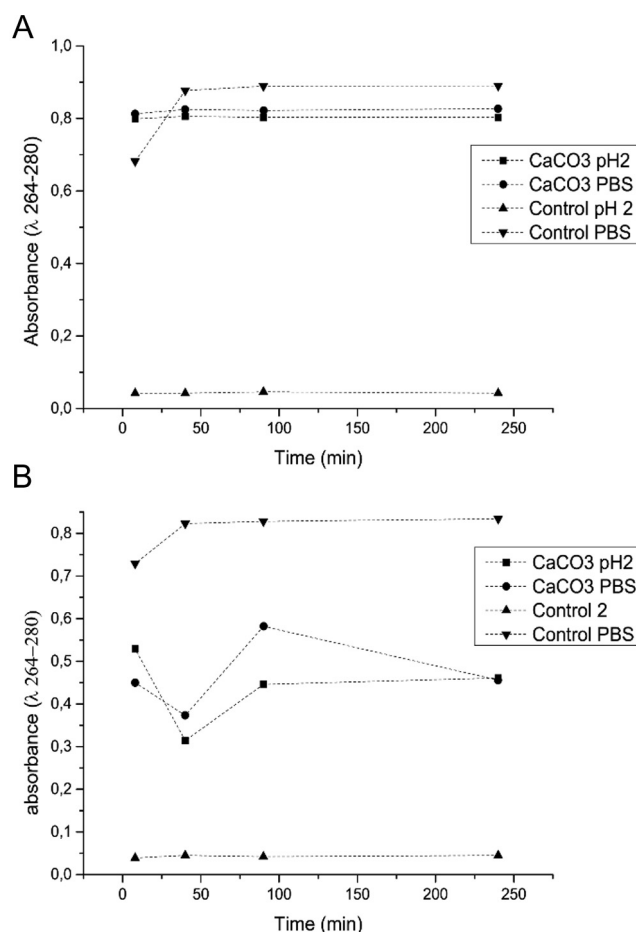 A
1,0
0,8
0,6
0,4
0,2
0,0
Absorbance (λ 264-280)
0 50 100 150 200 250
Time (min)
CaCO3 pH2
CaCO3 PBS
Control pH 2
Control PBS
B
0,8
0,7
0,6
0,5
0,4
0,3
0,2
0,1
0,0
absorbance (λ 264–280)
0 50 100 150 200 250
Time (min)
CaCO3 pH2
CaCO3 PBS
Control 2
Control PBS